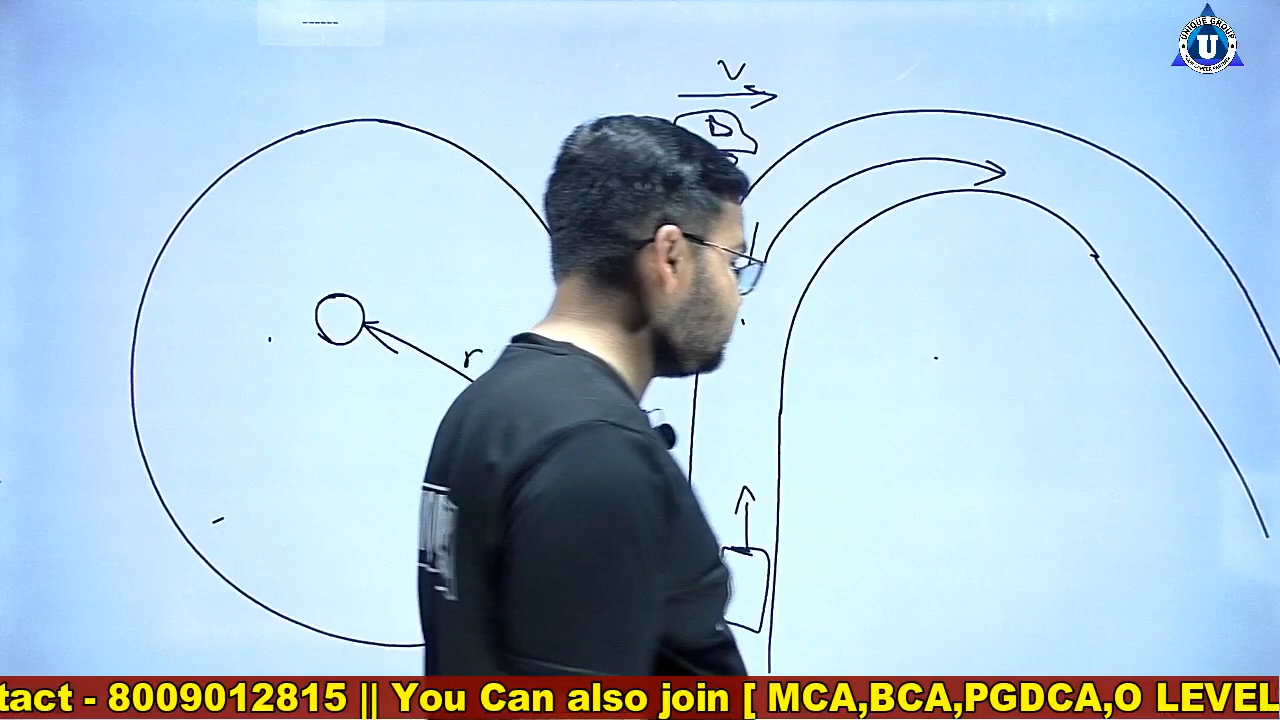 -----
UNIQUE GROUP
U
V
D
r
tact - 8009012815 || You Can also join [ MCA,BCA,PGDCA,O LEVEL